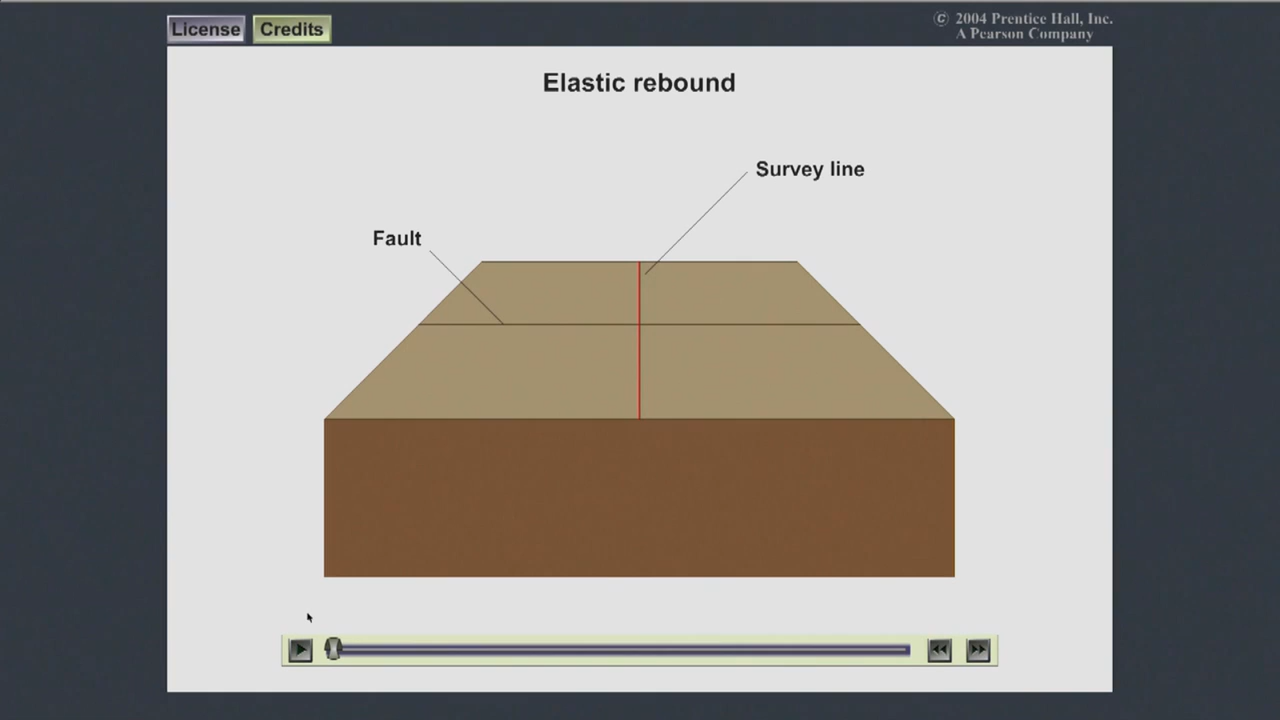 License
Credits
© 2004 Prentice Hall, Inc.
A Pearson Company
Elastic rebound
Survey line
Fault